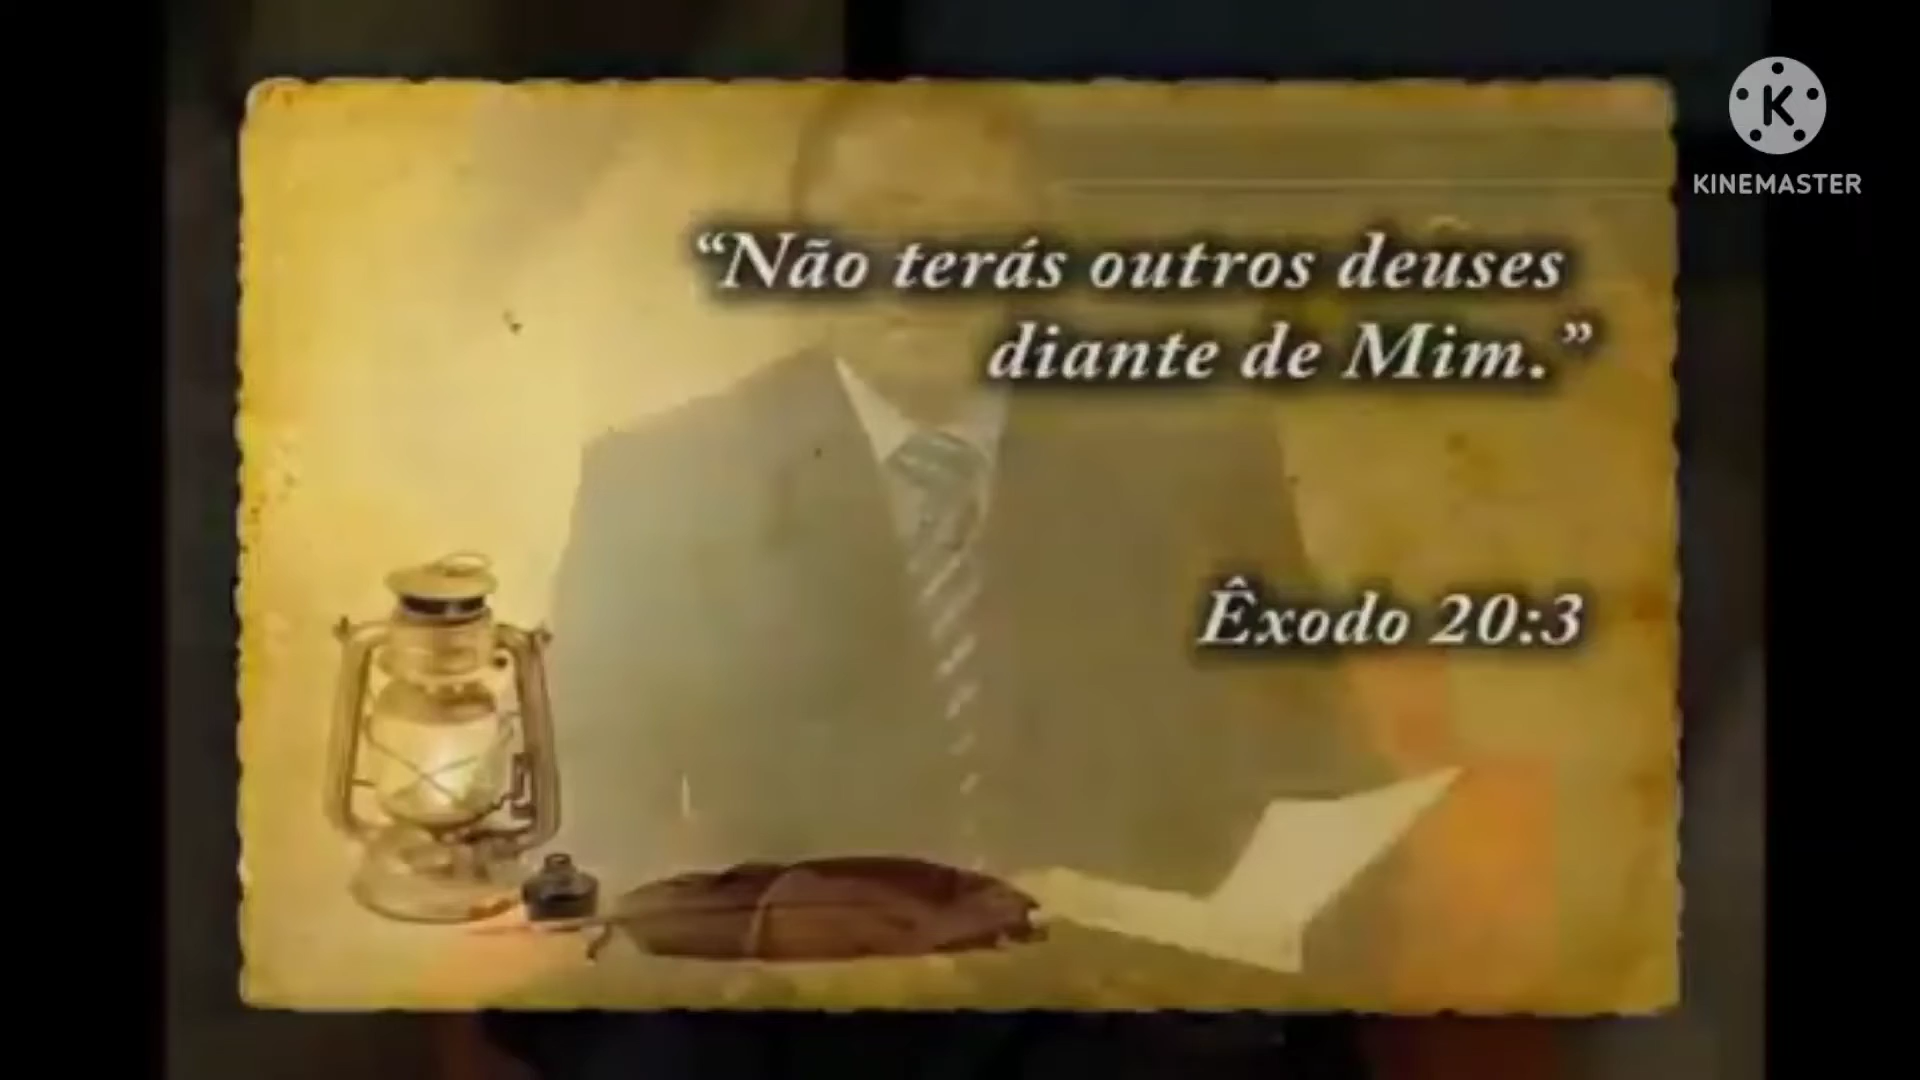 KINEMASTER
“Não terás outros deuses
diante de Mim.”
Êxodo 20:3